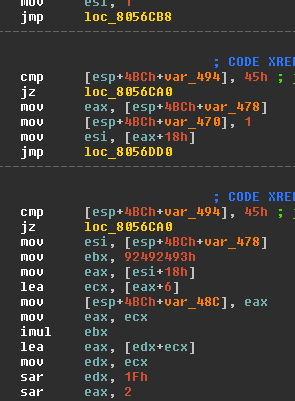 mov esi, 1
jmp loc_8056CB8
; CODE XREF
cmp [esp+4BCh+var_494], 45h ; j
jz loc_8056CA0
mov eax, [esp+4BCh+var_478]
mov [esp+4BCh+var_470], 1
mov esi, [eax+18h]
jmp loc_8056DD0
; CODE XREF
cmp [esp+4BCh+var_494], 45h ; j
jz loc_8056CA0
mov esi, [esp+4BCh+var_478]
mov ebx, 92492493h
mov eax, [esi+18h]
lea ecx, [eax+6]
mov [esp+4BCh+var_48C], eax
mov eax, ecx
imul ebx
lea eax, [edx+ecx]
mov edx, ecx
sar edx, 1Fh
sar eax, 2